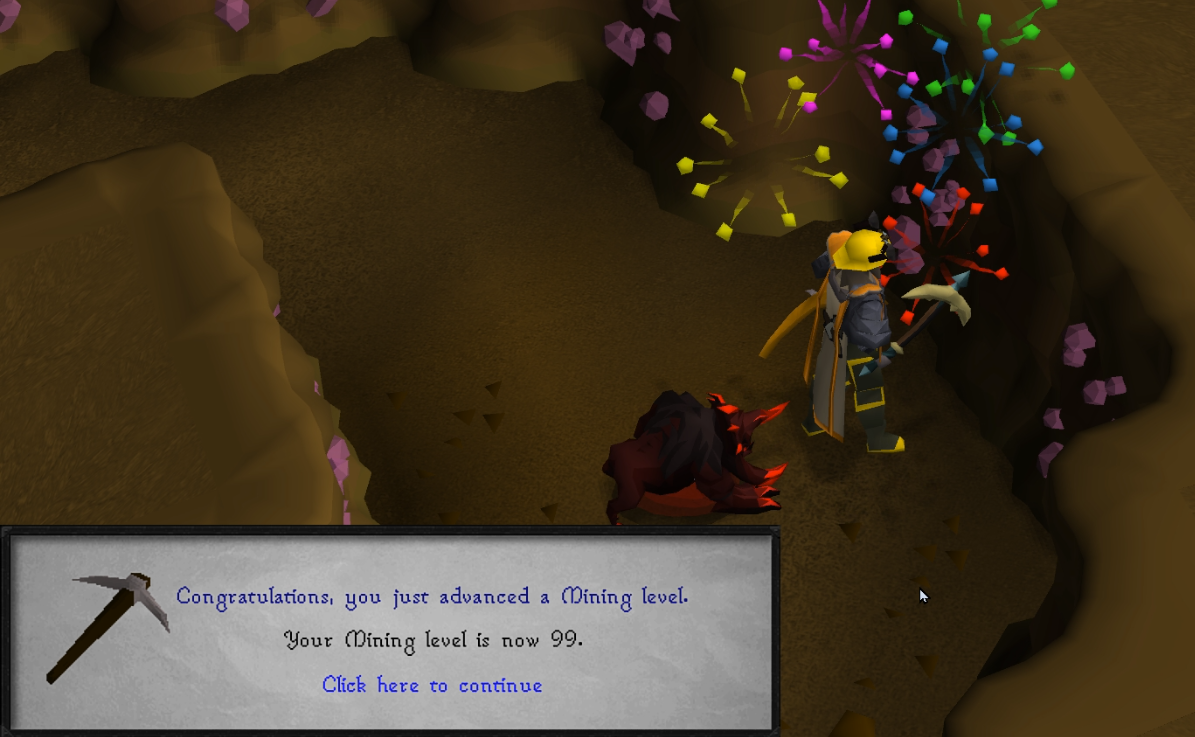 Congratulations, you just advanced a Mining level.
Your Mining level is now 99.
Click here to continue